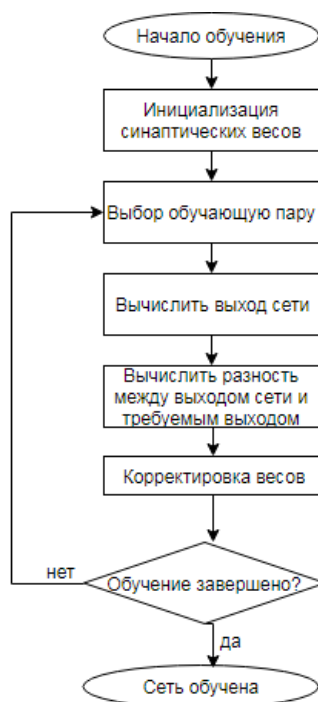 Начало обучения
Инициализация
синаптических весов
Выбор обучающую пару
Вычислить выход сети
Вычислить разность
между выходом сети и
требуемым выходом
Корректировка весов
нет
Обучение завершено?
да
Сеть обучена